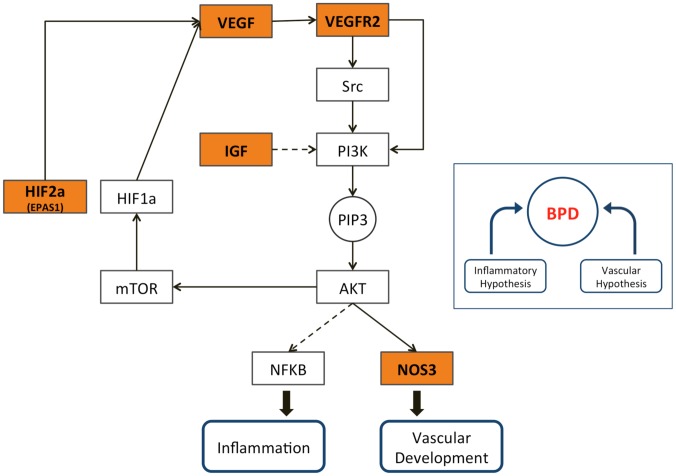 VEGF
VEGFR2
Src
IGF
PI3K
HIF2a
(EPAS1)
HIF1a
PIP3
mTOR
AKT
NFKB
NOS3
Inflammation
Vascular
Development
BPD
Inflammatory
Hypothesis
Vascular
Hypothesis